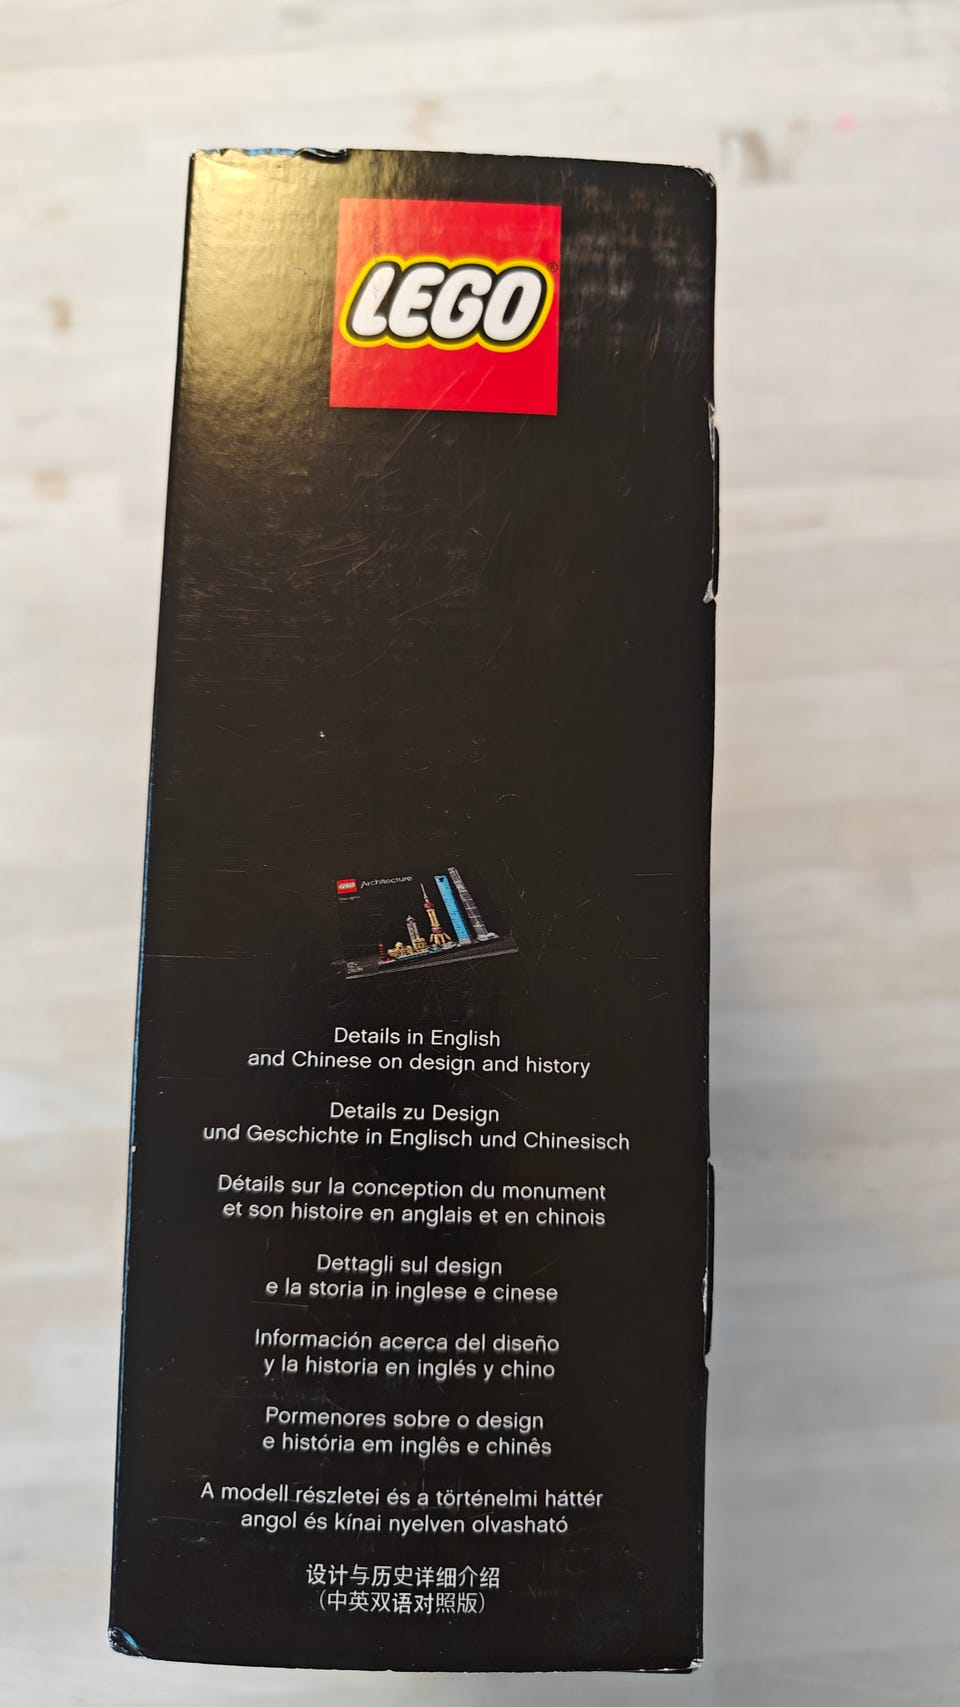 LEGO
LEGO Architecture
Details in English
and Chinese on design and history
Details zu Design
und Geschichte in Englisch und Chinesisch
Détails sur la conception du monument
et son histoire en anglais et en chinois
Dettagli sul design
e la storia in inglese e cinese
Información acerca del diseño
y la historia en inglés y chino
Pormenores sobre o design
e história em inglês e chinês
A modell részletei és a történelmi háttér
angol és kínai nyelven olvasható
设计与历史详细介绍
（中英双语对照版）